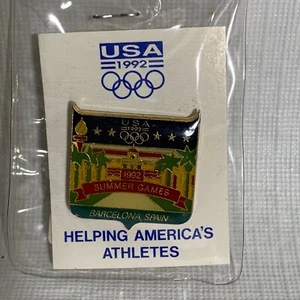 USA
1992
USA
1992
1992
SUMMER GAMES
BARCELONA, SPAIN
HELPING AMERICA'S
ATHLETES